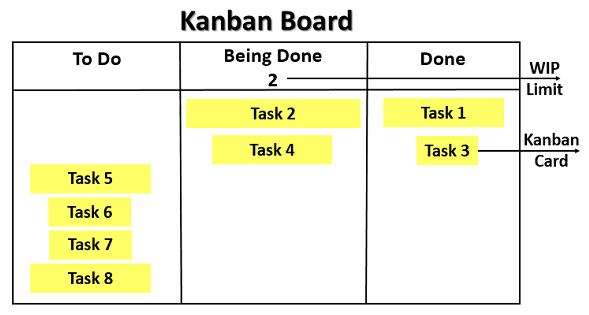 Kanban Board
To Do
Being Done
2
Done
WIP
Limit
Task 2
Task 1
Task 4
Task 3
Kanban
Card
Task 5
Task 6
Task 7
Task 8